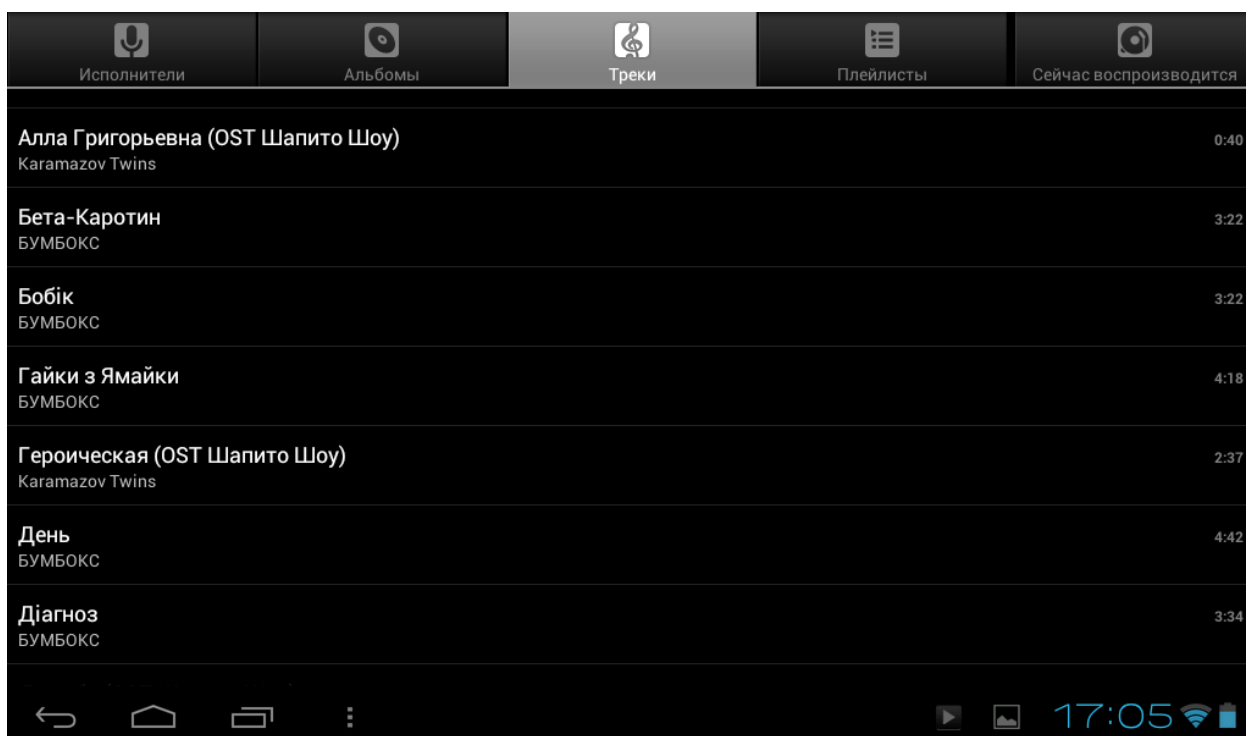 Исполнители
Альбомы
Треки
Плейлисты
Сейчас воспроизводится
Алла Григорьевна (OST Шапито Шоу)
0:40
Karamazov Twins
Бета-Каротин
3:22
БУМБОКС
Бобік
3:22
БУМБОКС
Гайки з Ямайки
4:18
БУМБОКС
Героическая (OST Шапито Шоу)
2:37
Karamazov Twins
День
4:42
БУМБОКС
Діагноз
3:34
БУМБОКС
17:05